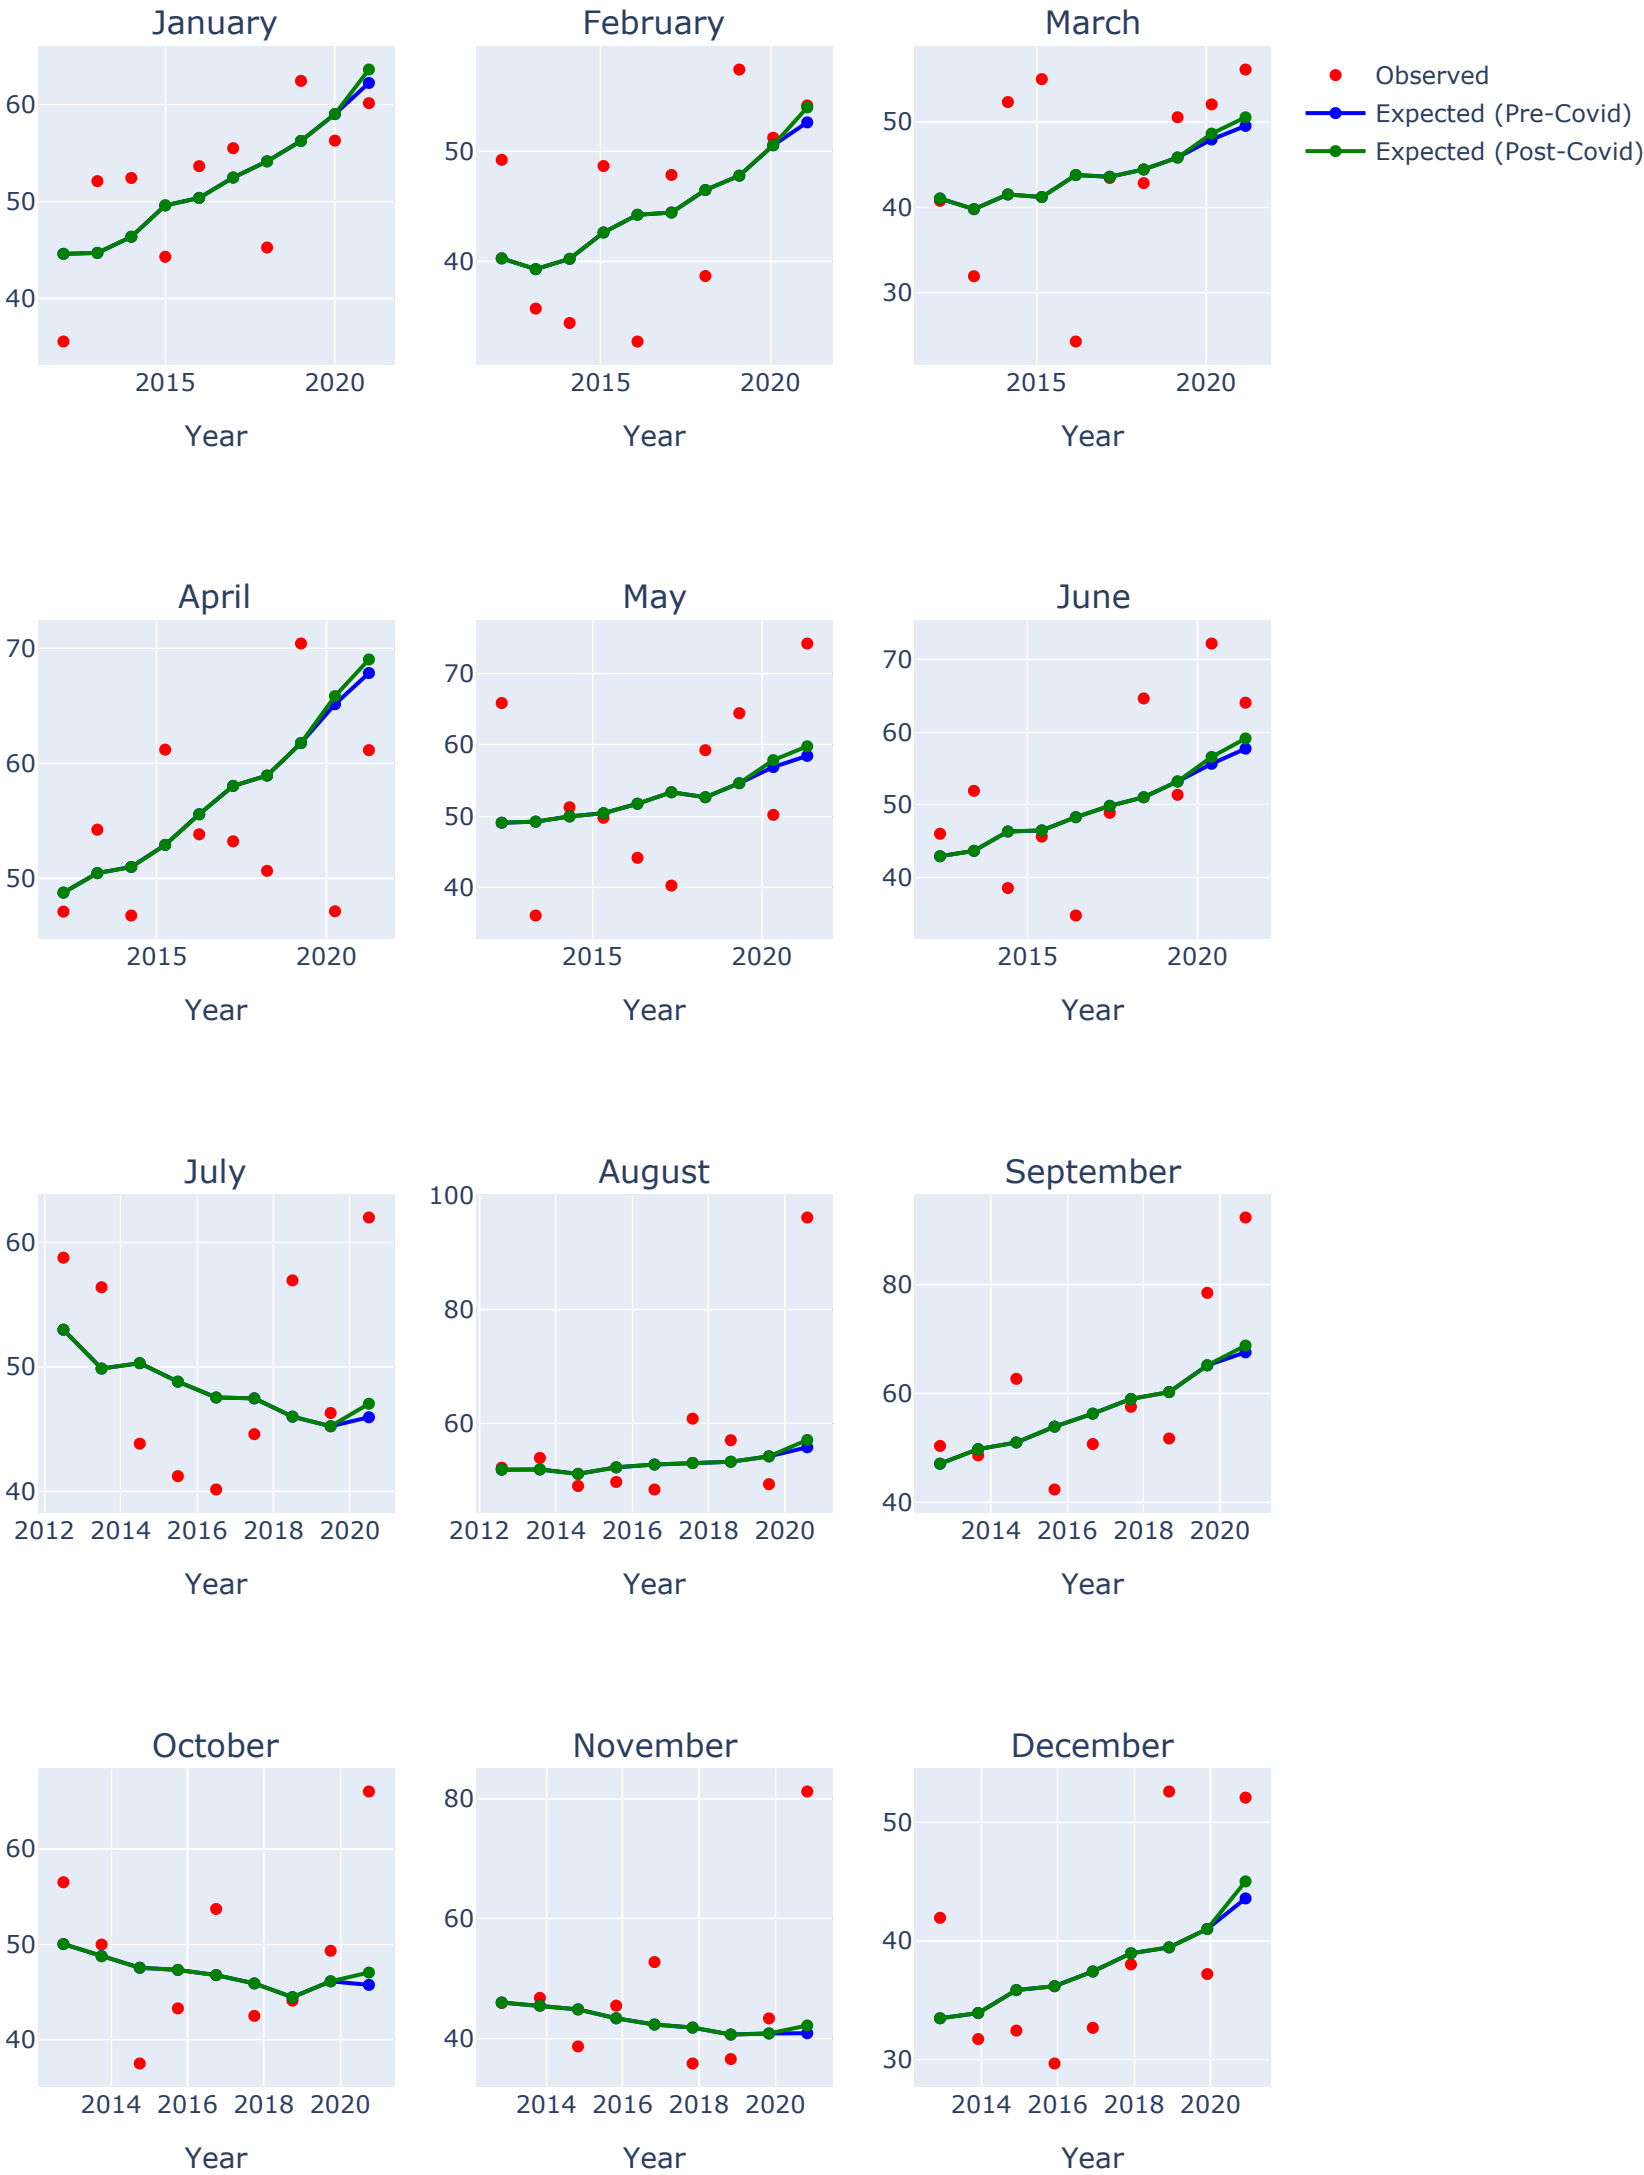 January February March
60
50
40
2015 2020
Year
50
40
2015 2020
Year
50
40
30
2015 2020
Year
Observed
Expected (Pre-Covid)
Expected (Post-Covid)
April May June
70
60
50
2015 2020
Year
70
60
50
40
2015 2020
Year
70
60
50
40
2015 2020
Year
July August September
60
50
40
2012 2014 2016 2018 2020
Year
100
80
60
2012 2014 2016 2018 2020
Year
80
60
40
2014 2016 2018 2020
Year
October November December
60
50
40
2014 2016 2018 2020
Year
80
60
40
2014 2016 2018 2020
Year
50
40
30
2014 2016 2018 2020
Year